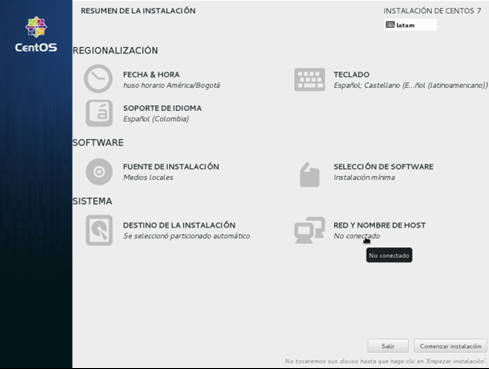 RESUMEN DE LA INSTALACIÓN
INSTALACIÓN DE CENTOS 7
latam
CentOS
REGIONALIZACIÓN
FECHA & HORA
huso horario América/Bogotá
TECLADO
Español; Castellano (E...ñol (latinoamericano))
SOPORTE DE IDIOMA
Español (Colombia)
SOFTWARE
FUENTE DE INSTALACIÓN
Medios locales
SELECCIÓN DE SOFTWARE
Instalación mínima
SISTEMA
DESTINO DE LA INSTALACIÓN
Se seleccionó particionado automático
RED Y NOMBRE DE HOST
No conectado
No conectado
Salir
Comenzar instalación
No tocaremos sus discos hasta que haga clic en 'Empezar instalación'.